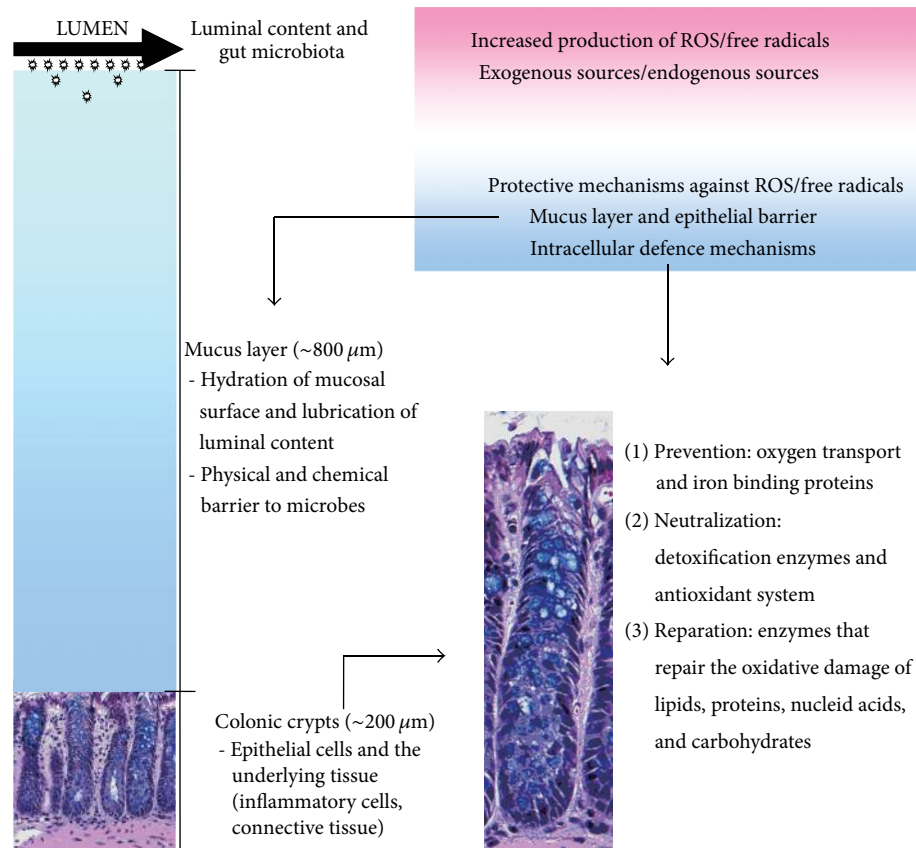 LUMEN
Luminal content and
gut microbiota
Increased production of ROS/free radicals
Exogenous sources/endogenous sources
Protective mechanisms against ROS/free radicals
Mucus layer and epithelial barrier
Intracellular defence mechanisms
Mucus layer (~800 μm)
- Hydration of mucosal
surface and lubrication of
luminal content
- Physical and chemical
barrier to microbes
Colonic crypts (~200 μm)
- Epithelial cells and the
underlying tissue
(inflammatory cells,
connective tissue)
(1) Prevention: oxygen transport
and iron binding proteins
(2) Neutralization:
detoxification enzymes and
antioxidant system
(3) Reparation: enzymes that
repair the oxidative damage of
lipids, proteins, nucleid acids,
and carbohydrates